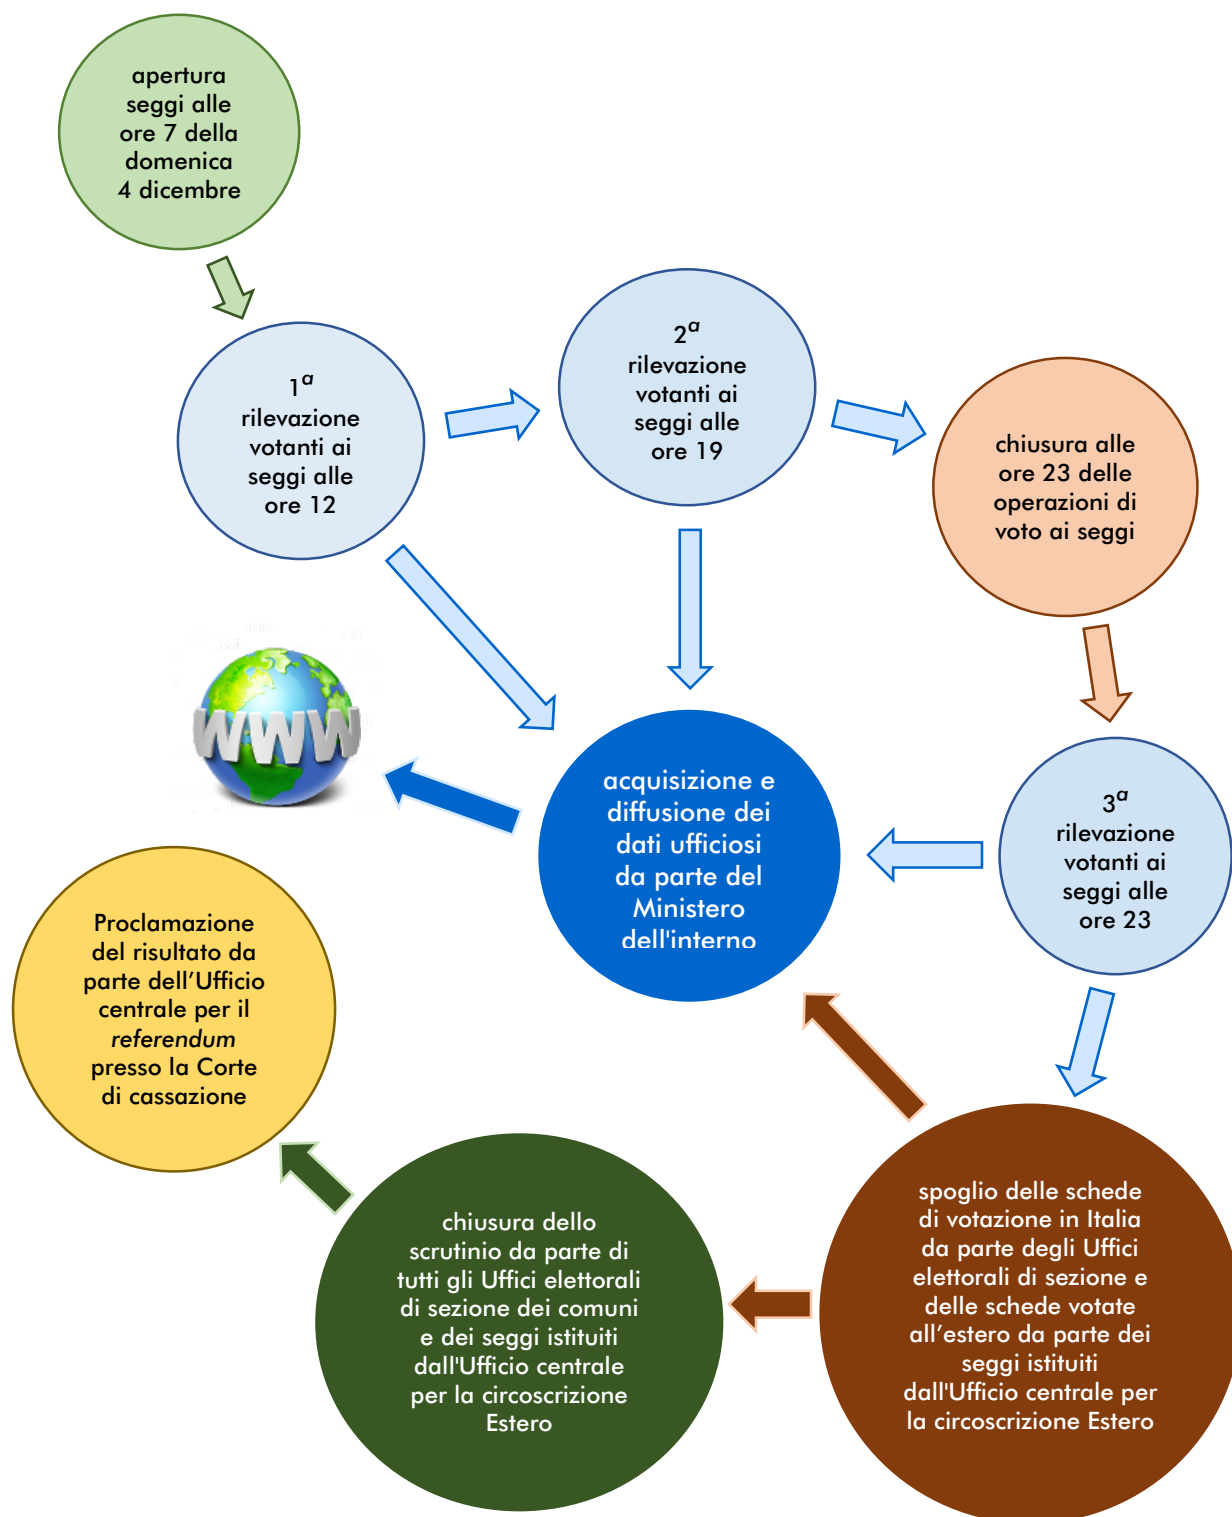 apertura
seggi alle
ore 7 della
domenica
4 dicembre
1ª
rilevazione
votanti ai
seggi alle
ore 12
2ª
rilevazione
votanti ai
seggi alle
ore 19
chiusura alle
ore 23 delle
operazioni di
voto ai seggi
WWW
acquisizione e
diffusione dei
dati ufficiosi
da parte del
Ministero
dell'interno
3ª
rilevazione
votanti ai
seggi alle
ore 23
Proclamazione
del risultato da
parte dell’Ufficio
centrale per il
referendum
presso la Corte
di cassazione
chiusura dello
scrutinio da parte di
tutti gli Uffici elettorali
di sezione dei comuni
e dei seggi istituiti
dall'Ufficio centrale
per la circoscrizione
Estero
spoglio delle schede
di votazione in Italia
da parte degli Uffici
elettorali di sezione e
delle schede votate
all’estero da parte dei
seggi istituiti
dall'Ufficio centrale per
la circoscrizione Estero